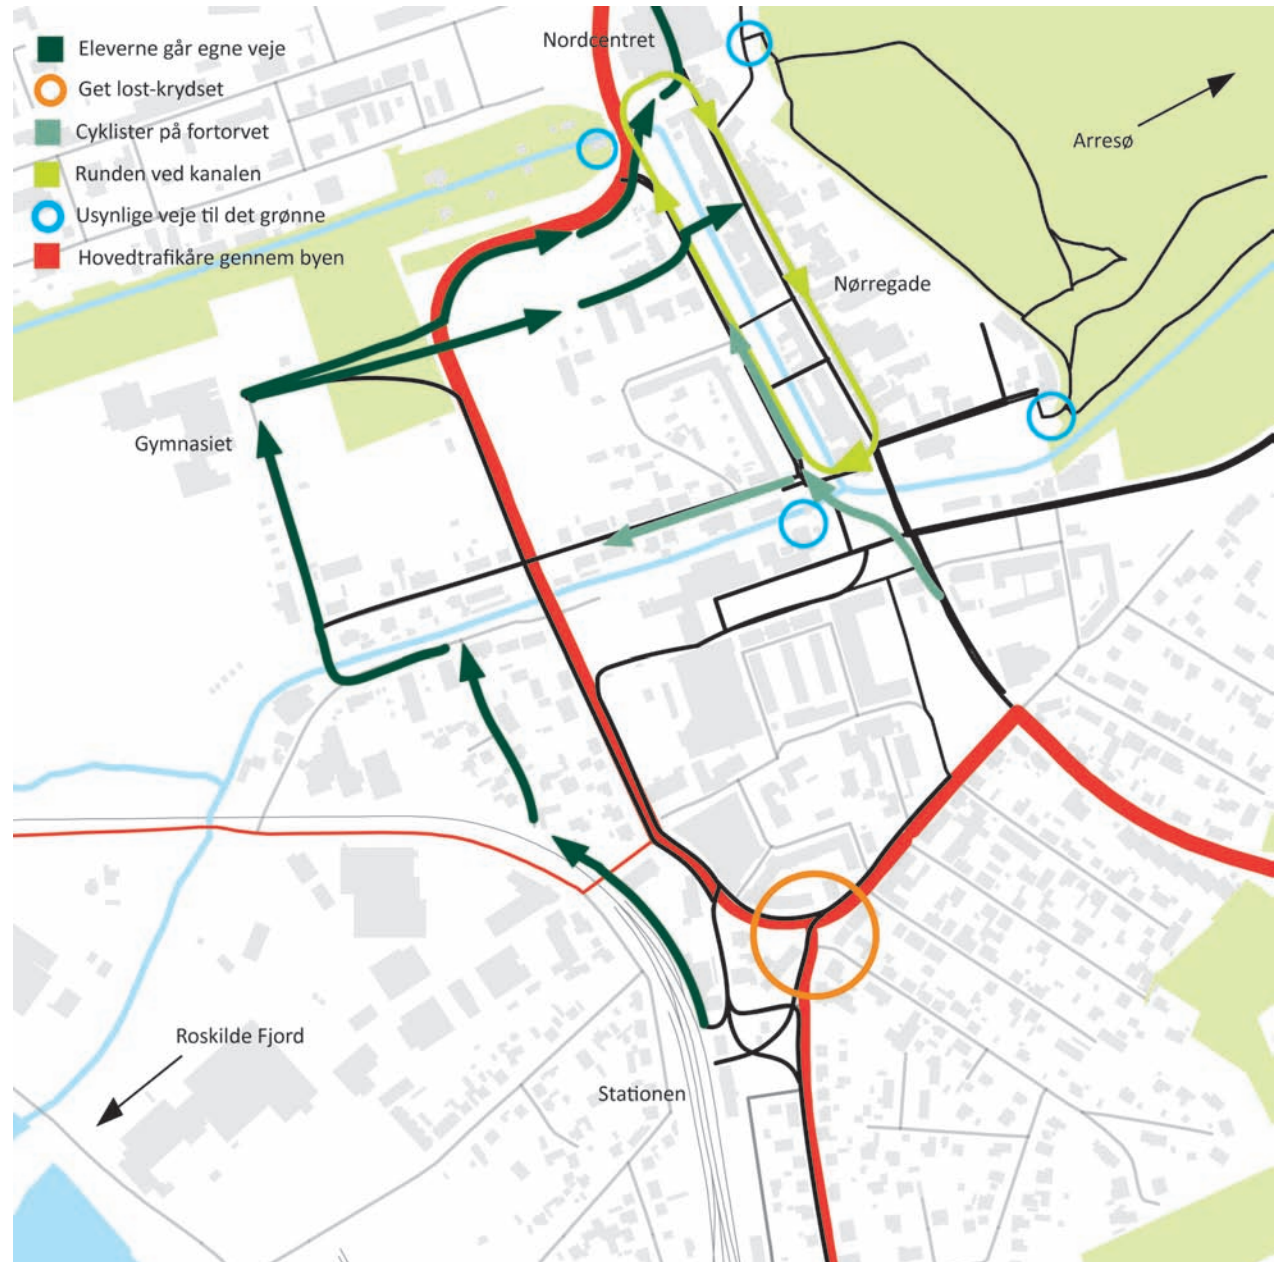 Eleverne går egne veje
Get lost-krydset
Cyklister på fortorvet
Runden ved kanalen
Usynlige veje til det grønne
Hovedtrafikåre gennem byen
Nordcentret
Arresø
Nørregade
Gymnasiet
Roskilde Fjord
Stationen